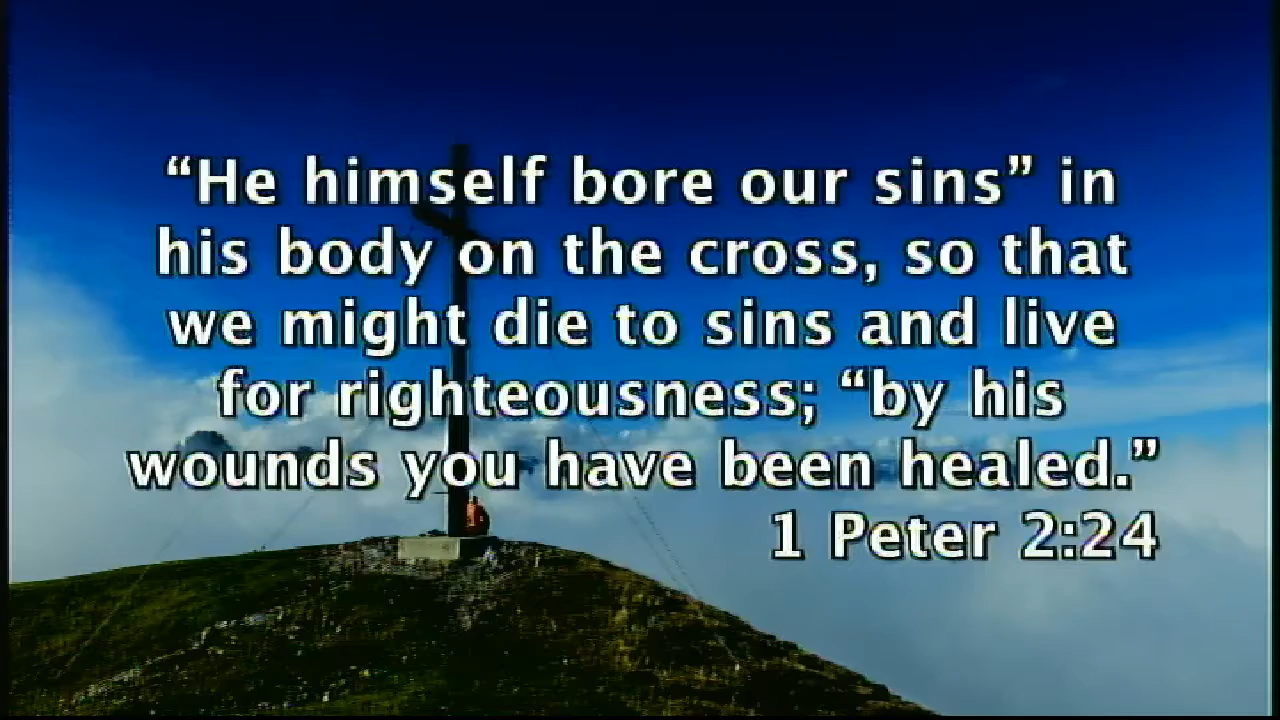 “He himself bore our sins” in
his body on the cross, so that
we might die to sins and live
for righteousness; “by his
wounds you have been healed.”
1 Peter 2:24